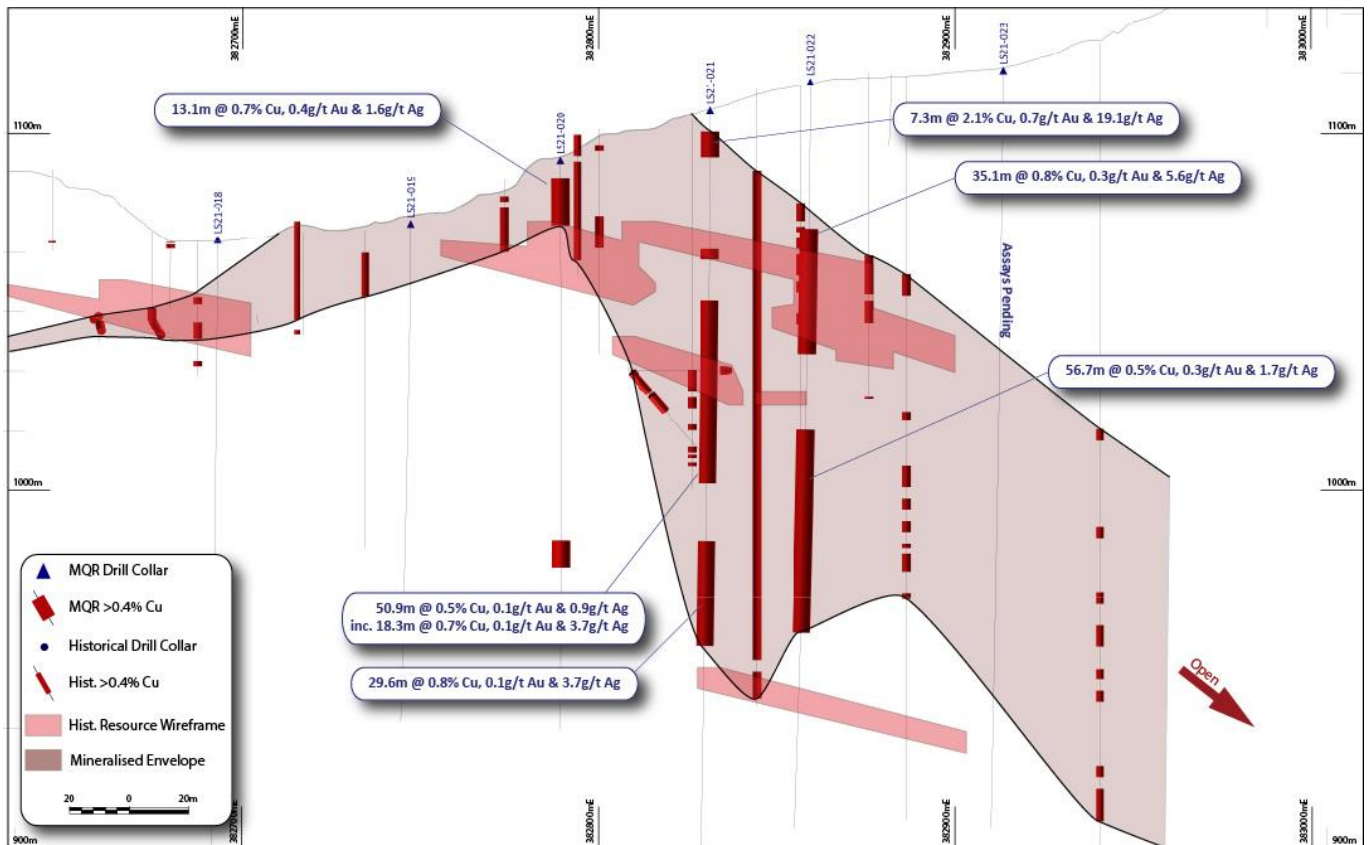 382700mE
382800mE
382900mE
383000mE
LS21-018
LS21-019
LS21-020
LS21-021
LS21-022
LS21-023
13.1m @ 0.7% Cu, 0.4g/t Au & 1.6g/t Ag
7.3m @ 2.1% Cu, 0.7g/t Au & 19.1g/t Ag
1100m
1100m
35.1m @ 0.8% Cu, 0.3g/t Au & 5.6g/t Ag
Assays Pending
56.7m @ 0.5% Cu, 0.3g/t Au & 1.7g/t Ag
1000m
1000m
50.9m @ 0.5% Cu, 0.1g/t Au & 0.9g/t Ag
inc. 18.3m @ 0.7% Cu, 0.1g/t Au & 3.7g/t Ag
29.6m @ 0.8% Cu, 0.1g/t Au & 3.7g/t Ag
Open
MQR Drill Collar
MQR >0.4% Cu
Historical Drill Collar
Hist. >0.4% Cu
Hist. Resource Wireframe
Mineralised Envelope
20 0 20m
382700mE
382800mE
382900mE
383000mE
900m
900m